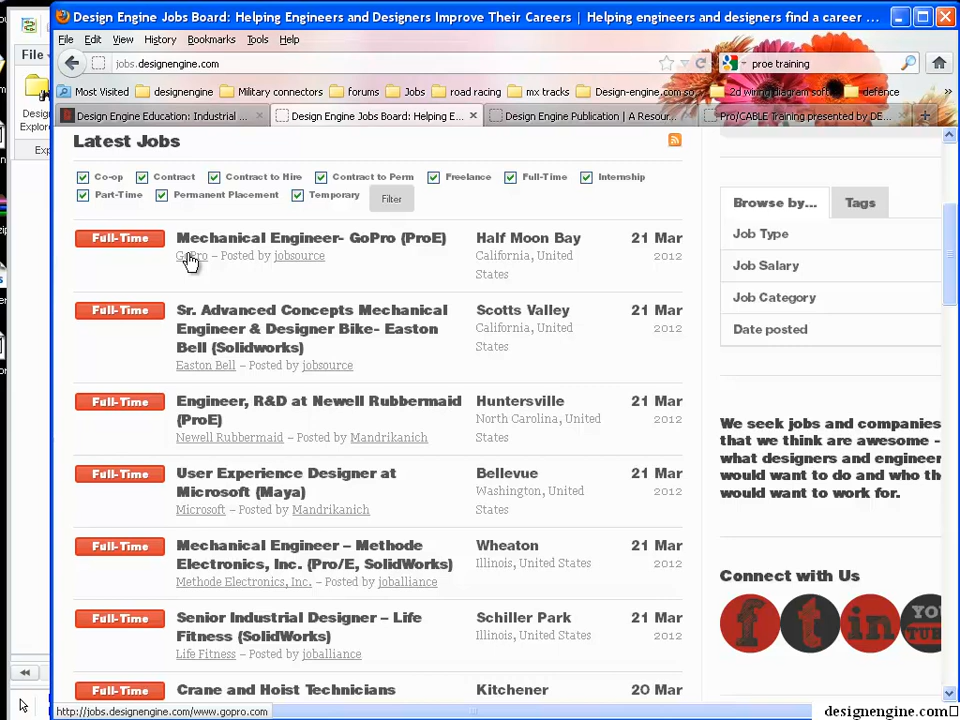 Design Engine Jobs Board: Helping Engineers and Designers Improve Their Careers | Helping engineers and designers find a career ...
File
File Edit View History Bookmarks Tools Help
jobs.designengine.com
proe training
Most Visited designengine Military connectors forums Jobs road racing mx tracks Design-engine.com so... 2d wiring diagram soft... defence »
Design Engine Education: Industrial ... Design Engine Jobs Board: Helping E... Design Engine Publication | A Resour... Pro/CABLE Training presented by DE...
Latest Jobs
Co-op Contract Contract to Hire Contract to Perm Freelance Full-Time Internship
Part-Time Permanent Placement Temporary Filter
Full-Time Mechanical Engineer- GoPro (ProE) Half Moon Bay 21 Mar
GoPro – Posted by jobsource California, United 2012
States
Full-Time Sr. Advanced Concepts Mechanical Scotts Valley 21 Mar
Engineer & Designer Bike- Easton California, United 2012
Bell (Solidworks) States
Easton Bell – Posted by jobsource
Full-Time Engineer, R&D at Newell Rubbermaid Huntersville 21 Mar
(ProE) North Carolina, United 2012
Newell Rubbermaid – Posted by Mandrikanich States
Full-Time User Experience Designer at Bellevue 21 Mar
Microsoft (Maya) Washington, United 2012
Microsoft – Posted by Mandrikanich States
Full-Time Mechanical Engineer – Methode Wheaton 21 Mar
Electronics, Inc. (Pro/E, SolidWorks) Illinois, United States 2012
Methode Electronics, Inc. – Posted by joballiance
Full-Time Senior Industrial Designer – Life Schiller Park 21 Mar
Fitness (SolidWorks) Illinois, United States 2012
Life Fitness – Posted by joballiance
Full-Time Crane and Hoist Technicians Kitchener 20 Mar
Browse by... Tags
Job Type
Job Salary
Job Category
Date posted
We seek jobs and companies
that we think are awesome -
what designers and engineer
would want to do and who th
would want to work for.
Connect with Us
f t in YOU
TUBE
http://jobs.designengine.com/www.gopro.com
designengine.com